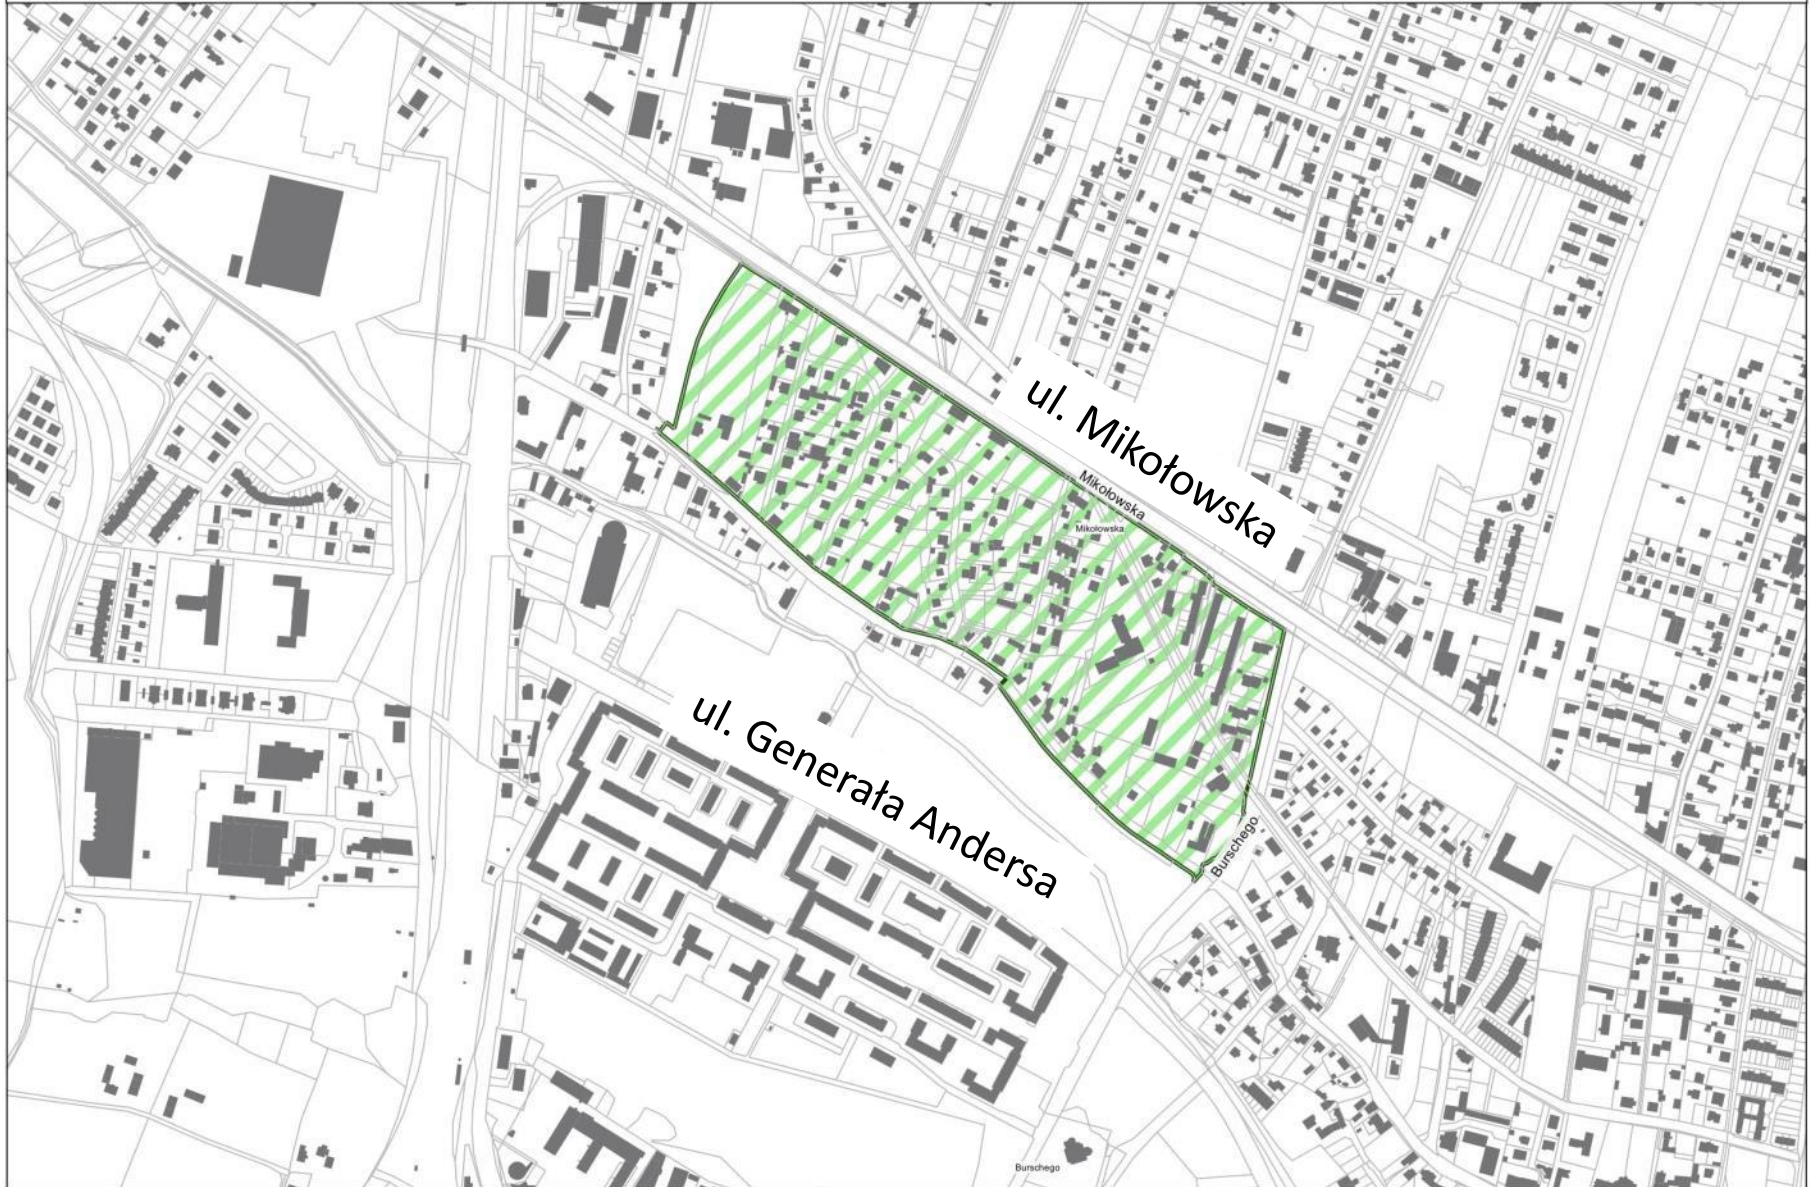 ul. Mikołowska
Mikołowska
Mikołowska
ul. Generała Andersa
Burschego
Burschego